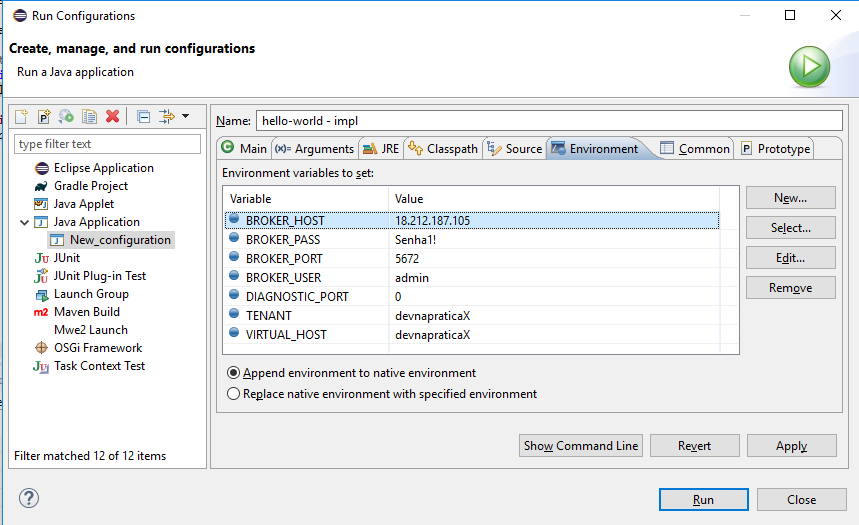 Run Configurations
Create, manage, and run configurations
Run a Java application
type filter text
Eclipse Application
Gradle Project
Java Applet
Java Application
New_configuration
JUnit
JUnit Plug-in Test
Launch Group
Maven Build
Mwe2 Launch
OSGi Framework
Task Context Test
Filter matched 12 of 12 items
Name: hello-world - impl
Main (x)= Arguments JRE Classpath Source Environment Common Prototype
Environment variables to set:
Variable Value
BROKER_HOST 18.212.187.105
BROKER_PASS Senha1!
BROKER_PORT 5672
BROKER_USER admin
DIAGNOSTIC_PORT 0
TENANT devnapraticaX
VIRTUAL_HOST devnapraticaX
New...
Select...
Edit...
Remove
Append environment to native environment
Replace native environment with specified environment
Show Command Line Revert Apply
Run Close